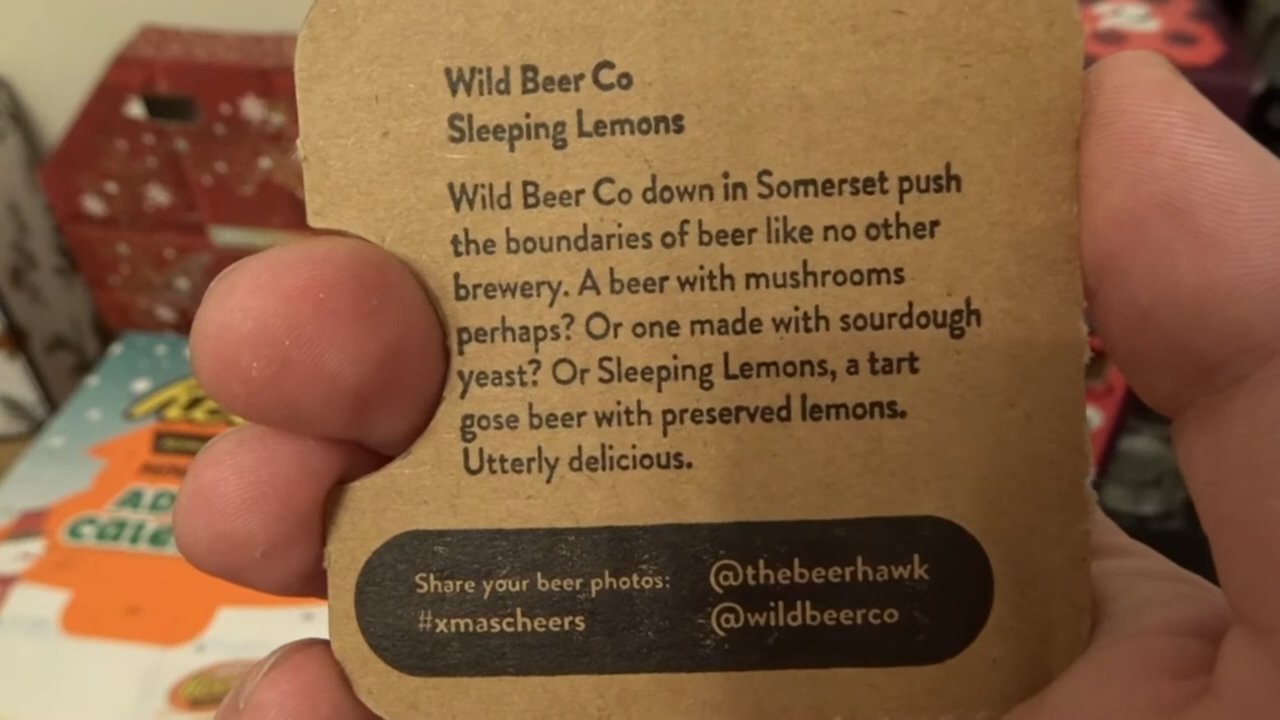 Wild Beer Co
Sleeping Lemons
Wild Beer Co down in Somerset push
the boundaries of beer like no other
brewery. A beer with mushrooms
perhaps? Or one made with sourdough
yeast? Or Sleeping Lemons, a tart
gose beer with preserved lemons.
Utterly delicious.
Share your beer photos: @thebeerhawk
#xmascheers @wildbeerco